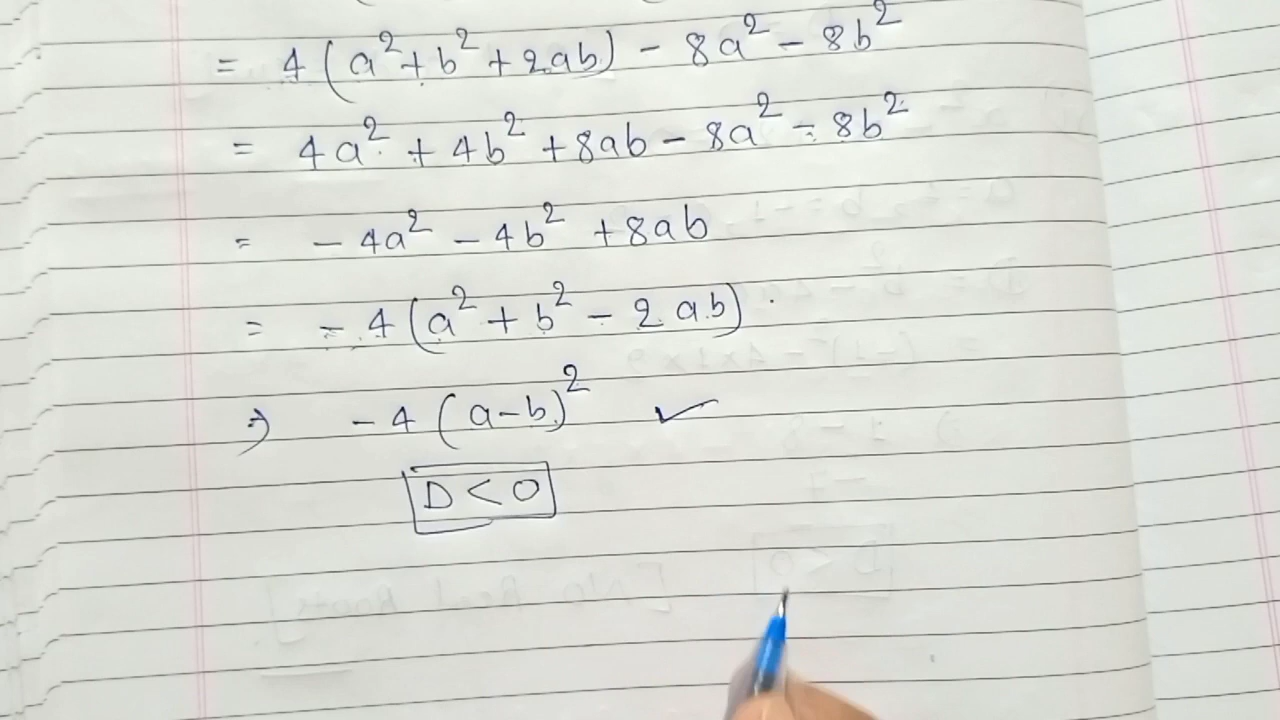 = 4(a²+b²+2ab) - 8a² - 8b²
= 4a² + 4b² + 8ab - 8a² - 8b²
= - 4a² - 4b² + 8ab
= - 4(a² + b² - 2ab)
⇒ - 4(a-b)² ✓
D < 0